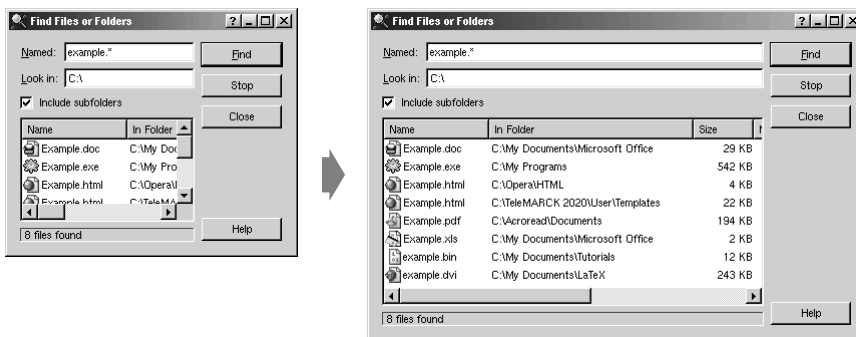 Find Files or Folders
Named: example.* Find
Look in: C:\ Stop
Include subfolders
Close
Name In Folder
Example.doc C:\My Doc
Example.exe C:\My Pro
Example.html C:\Opera\
Example.html C:\TeleMA
8 files found
Help
Find Files or Folders
Named: example.* Find
Look in: C:\ Stop
Include subfolders
Close
Name In Folder Size
Example.doc C:\My Documents\Microsoft Office 29 KB
Example.exe C:\My Programs 542 KB
Example.html C:\Opera\HTML 4 KB
Example.html C:\TeleMARCK 2020\User\Templates 22 KB
Example.pdf C:\Acroread\Documents 194 KB
Example.xls C:\My Documents\Microsoft Office 2 KB
example.bin C:\My Documents\Tutorials 12 KB
example.dvi C:\My Documents\LaTeX 243 KB
8 files found
Help